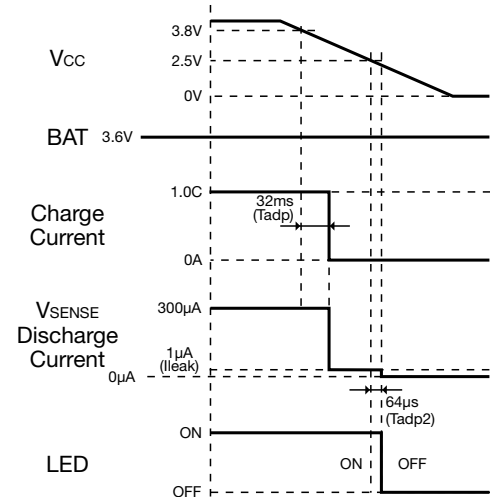 3.8V
VCC
2.5V
0V
BAT 3.6V
1.0C
32ms
(Tadp)
Charge
Current
0A
VSENSE
Discharge
Current
300µA
1µA
(Ileak)
0µA
64µs
(Tadp2)
ON
LED
ON OFF
OFF